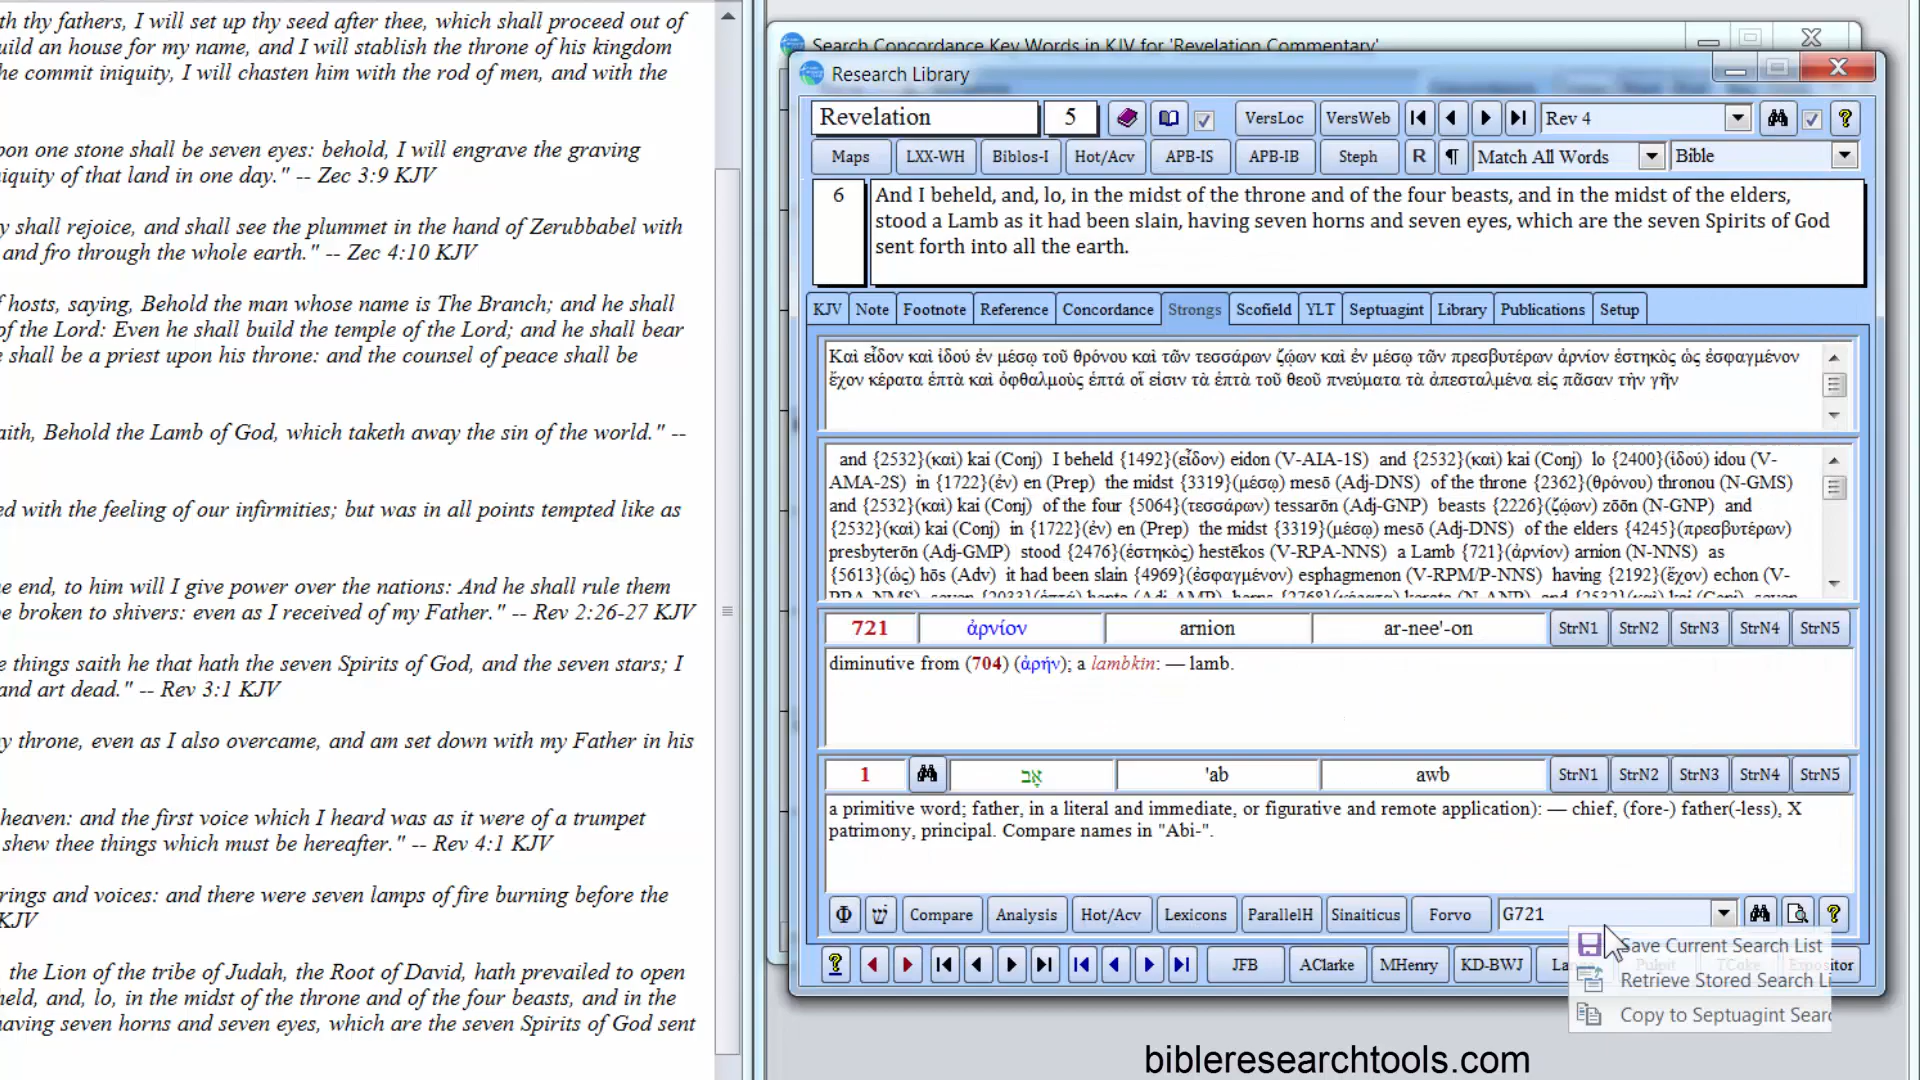 th thy fathers, I will set up thy seed after thee, which shall proceed out of
uild an house for my name, and I will stablish the throne of his kingdom
he commit iniquity, I will chasten him with the rod of men, and with the
pon one stone shall be seven eyes: behold, I will engrave the graving
iquity of that land in one day." -- Zec 3:9 KJV
y shall rejoice, and shall see the plummet in the hand of Zerubbabel with
and fro through the whole earth." -- Zec 4:10 KJV
f hosts, saying, Behold the man whose name is The Branch; and he shall
of the Lord: Even he shall build the temple of the Lord; and he shall bear
e shall be a priest upon his throne: and the counsel of peace shall be
aith, Behold the Lamb of God, which taketh away the sin of the world." --
ed with the feeling of our infirmities; but was in all points tempted like as
he end, to him will I give power over the nations: And he shall rule them
be broken to shivers: even as I received of my Father." -- Rev 2:26-27 KJV
e things saith he that hath the seven Spirits of God, and the seven stars; I
and art dead." -- Rev 3:1 KJV
y throne, even as I also overcame, and am set down with my Father in his
heaven: and the first voice which I heard was as it were of a trumpet
shew thee things which must be hereafter." -- Rev 4:1 KJV
rings and voices: and there were seven lamps of fire burning before the
KJV
the Lion of the tribe of Judah, the Root of David, hath prevailed to open
held, and, lo, in the midst of the throne and of the four beasts, and in the
having seven horns and seven eyes, which are the seven Spirits of God sent
Search Concordance Key Words in KJV for 'Revelation Commentary'
Research Library
Revelation 5 VersLoc VersWeb Rev 4 ?
Maps LXX-WH Biblos-I Hot/Acv APB-IS APB-IB Steph R ¶ Match All Words Bible
6 And I beheld, and, lo, in the midst of the throne and of the four beasts, and in the midst of the elders,
stood a Lamb as it had been slain, having seven horns and seven eyes, which are the seven Spirits of God
sent forth into all the earth.
KJV Note Footnote Reference Concordance Strongs Scofield YLT Septuagint Library Publications Setup
Καὶ εἶδον καὶ ἰδού ἐν μέσῳ τοῦ θρόνου καὶ τῶν τεσσάρων ζῴων καὶ ἐν μέσῳ τῶν πρεσβυτέρων ἀρνίον ἑστηκὸς ὡς ἐσφαγμένον
ἔχον κέρατα ἑπτὰ καὶ ὀφθαλμοὺς ἑπτά οἵ εἰσιν τὰ ἑπτὰ τοῦ θεοῦ πνεύματα τὰ ἀπεσταλμένα εἰς πᾶσαν τὴν γῆν
and {2532}(καὶ) kai (Conj) I beheld {1492}(εἶδον) eidon (V-AIA-1S) and {2532}(καὶ) kai (Conj) lo {2400}(ἰδού) idou (V-
AMA-2S) in {1722}(ἐν) en (Prep) the midst {3319}(μέσῳ) mesō (Adj-DNS) of the throne {2362}(θρόνου) thronou (N-GMS)
and {2532}(καὶ) kai (Conj) of the four {5064}(τεσσάρων) tessarōn (Adj-GNP) beasts {2226}(ζῴων) zōōn (N-GNP) and
{2532}(καὶ) kai (Conj) in {1722}(ἐν) en (Prep) the midst {3319}(μέσῳ) mesō (Adj-DNS) of the elders {4245}(πρεσβυτέρων)
presbyterōn (Adj-GMP) stood {2476}(ἑστηκὸς) hestēkos (V-RPA-NNS) a Lamb {721}(ἀρνίον) arnion (N-NNS) as
{5613}(ὡς) hōs (Adv) it had been slain {4969}(ἐσφαγμένον) esphagmenon (V-RPM/P-NNS) having {2192}(ἔχον) echon (V-
RPA-NMS) seven {2033}(ἑπτά) hepta (Adj-AMP) horns {2768}(κέρατα) kerata (N-ANP) and {2532}(καὶ) kai (Conj) seven
721 ἀρνίον arnion ar-nee'-on StrN1 StrN2 StrN3 StrN4 StrN5
diminutive from (704) (ἀρήν); a lambkin: — lamb.
1 אָב 'ab awb StrN1 StrN2 StrN3 StrN4 StrN5
a primitive word; father, in a literal and immediate, or figurative and remote application): — chief, (fore-) father(-less), X
patrimony, principal. Compare names in "Abi-".
Φ שׁ Compare Analysis Hot/Acv Lexicons ParallelH Sinaiticus Forvo G721 ?
Save Current Search List
? JFB AClarke MHenry KD-BWJ Lange Pulpit TCoke Expositor
Retrieve Stored Search Li
Copy to Septuagint Sear
bibleresearchtools.com